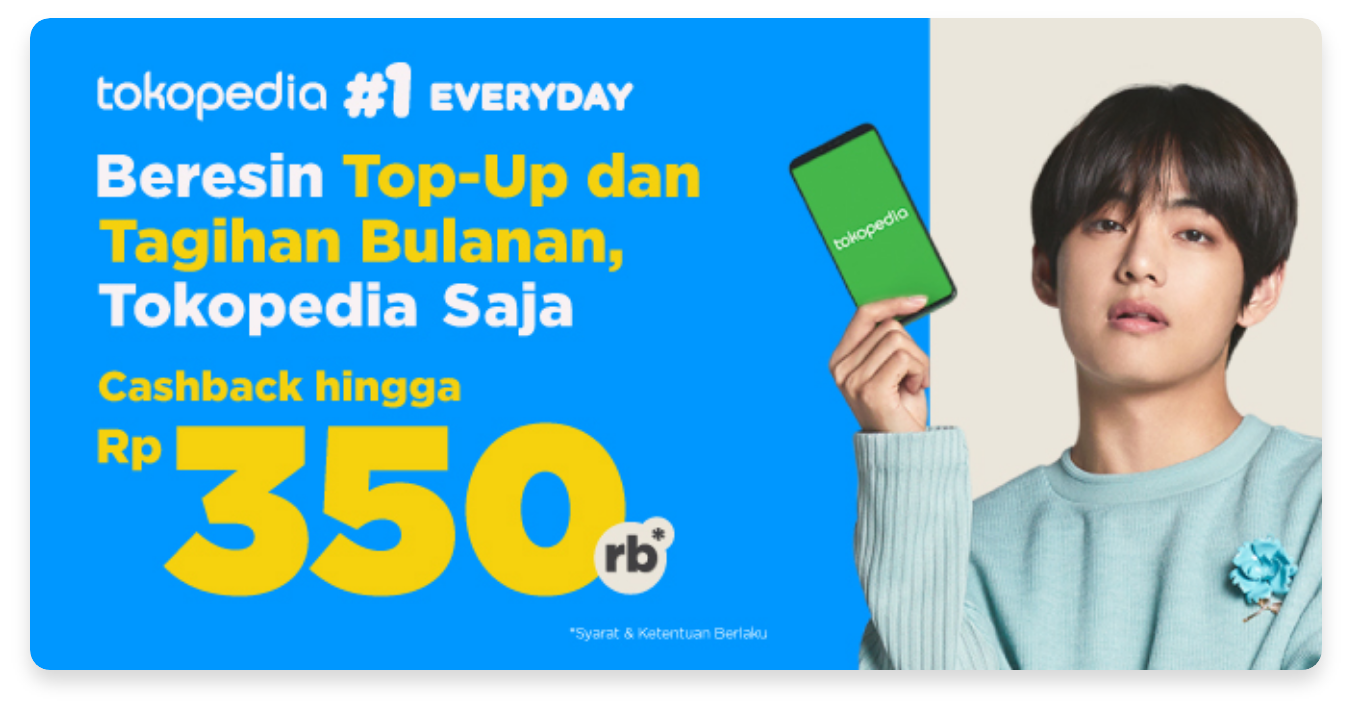 tokopedia #1 EVERYDAY
Beresin Top-Up dan
Tagihan Bulanan,
Tokopedia Saja
tokopedia
Cashback hingga
Rp 350 rb*
*Syarat & Ketentuan Berlaku